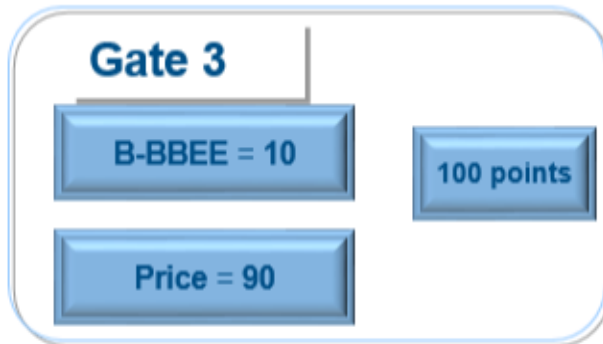 Gate 3
B-BBEE = 10
100 points
Price = 90